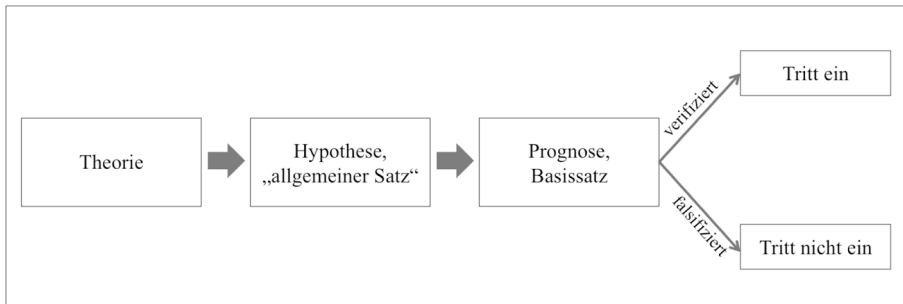 Theorie
Hypothese,
„allgemeiner Satz“
Prognose,
Basissatz
verifiziert
falsifiziert
Tritt ein
Tritt nicht ein